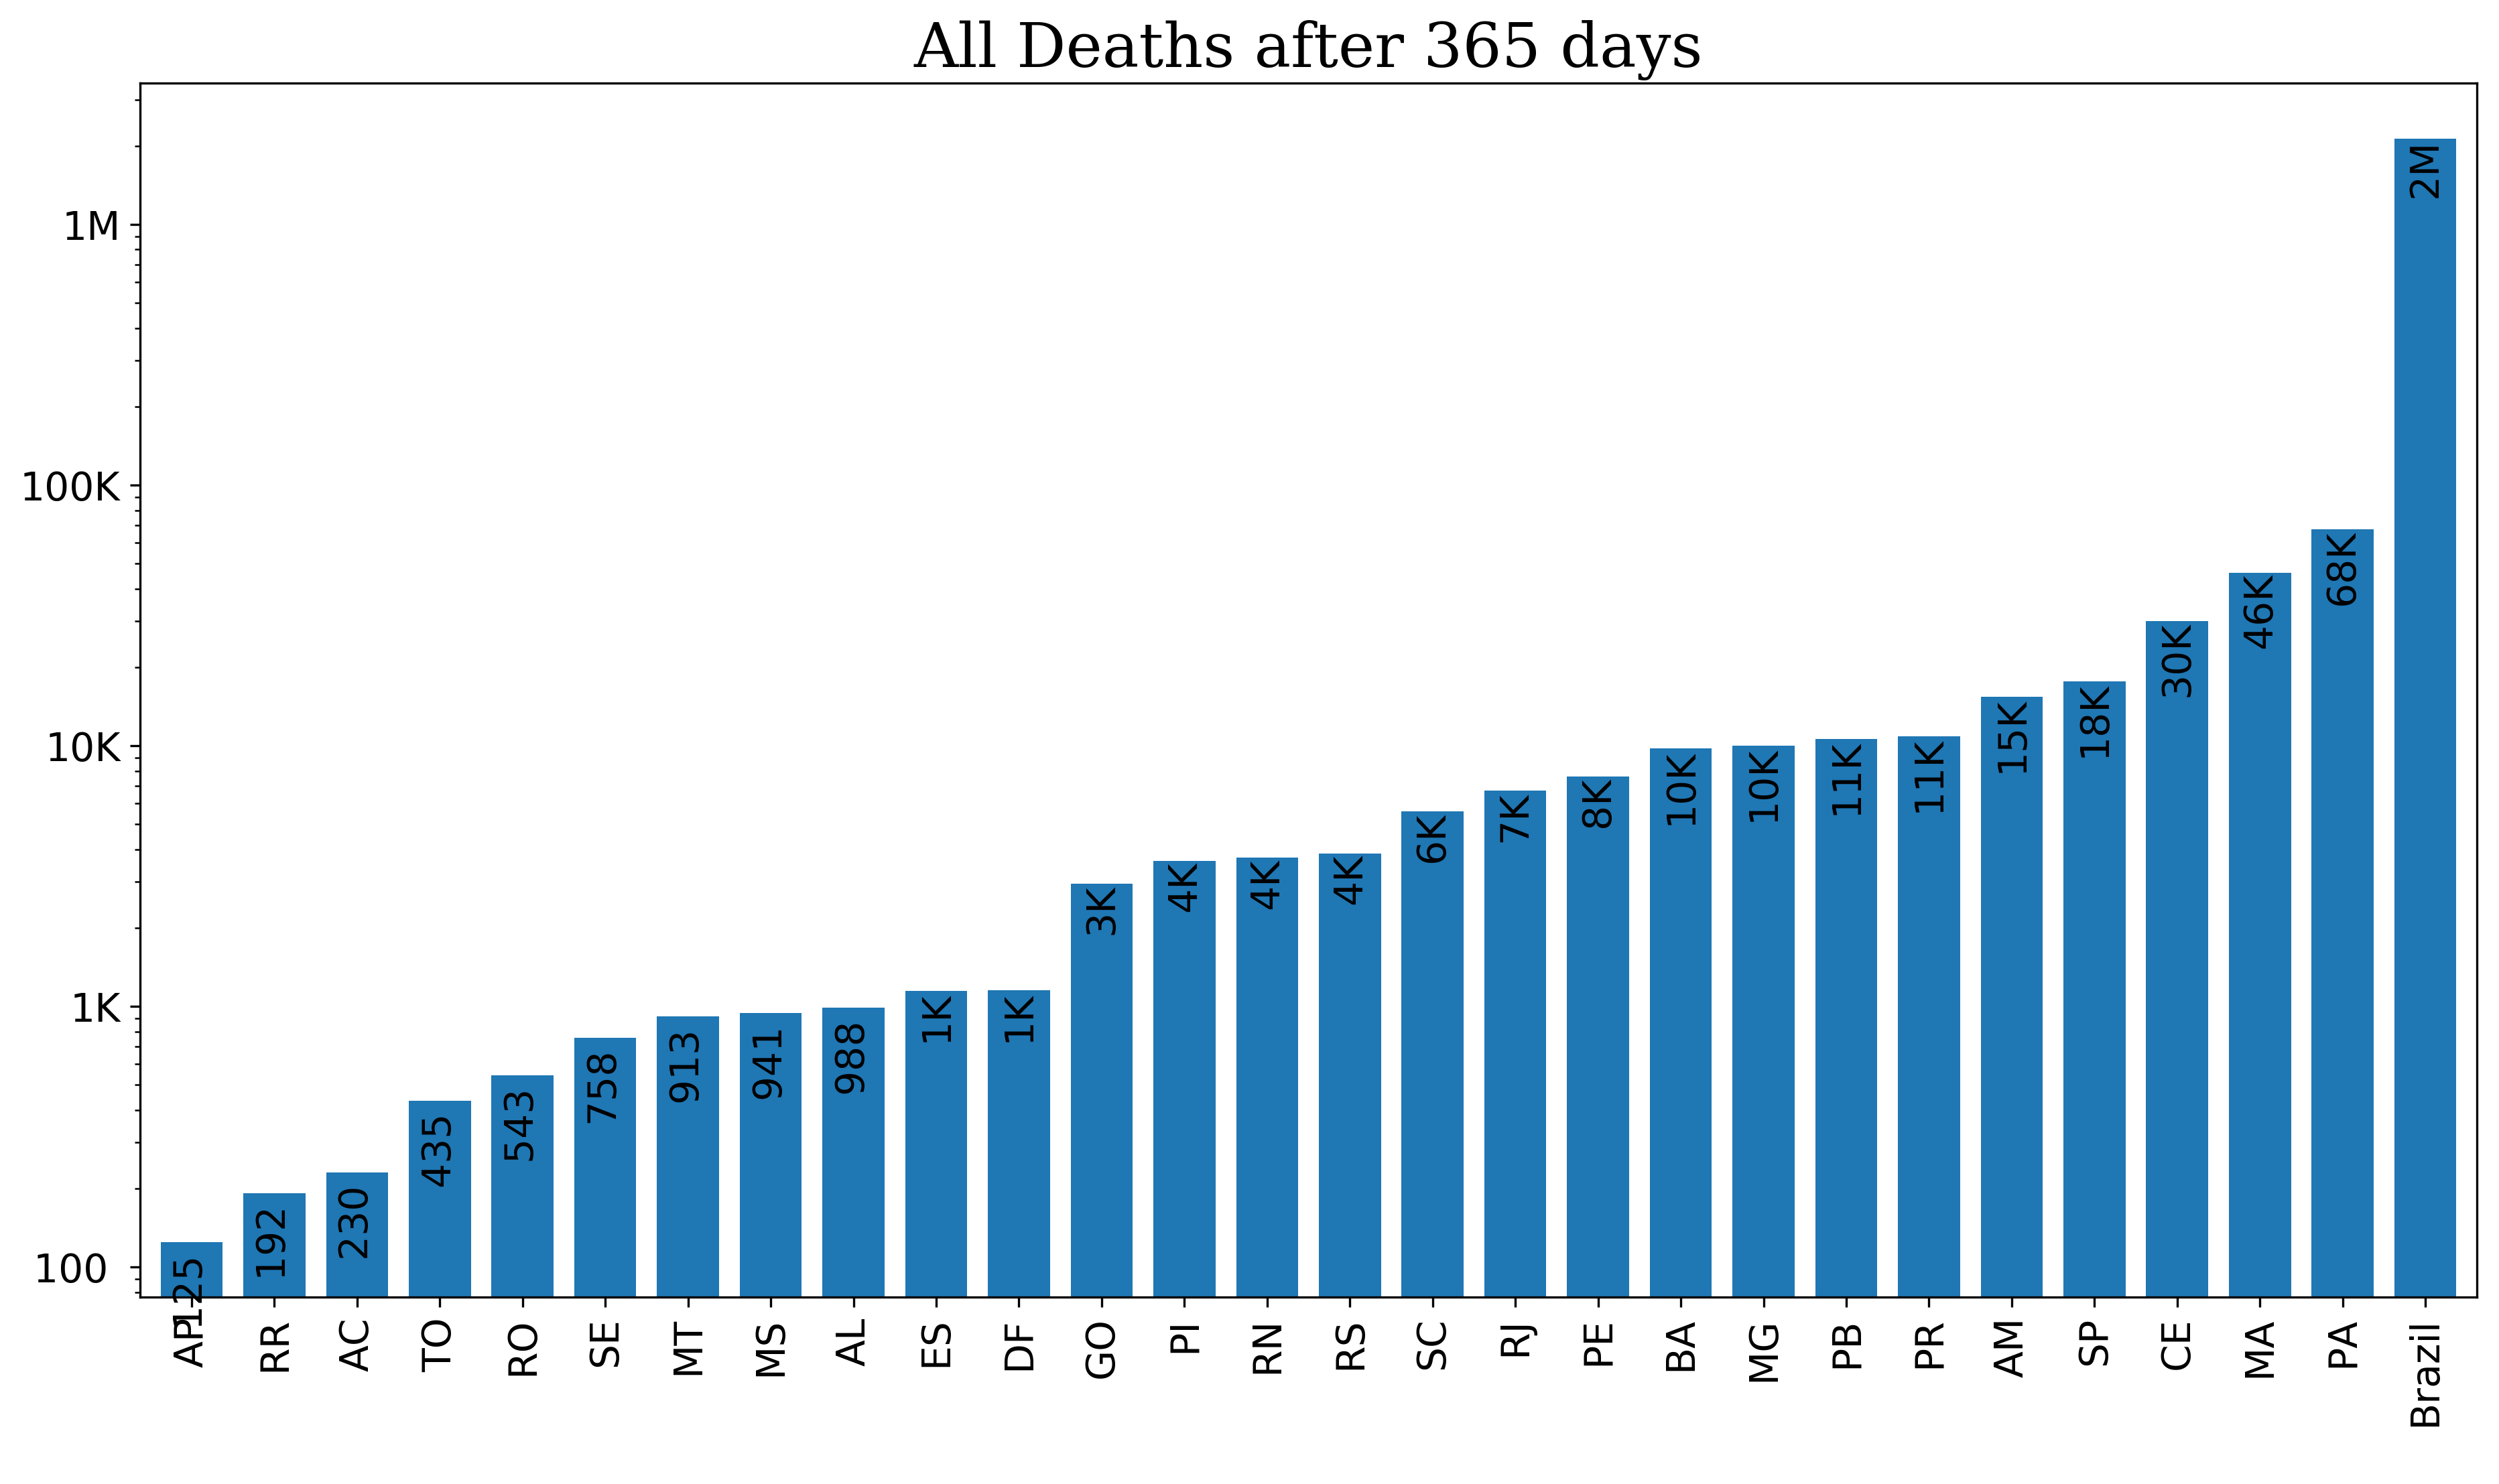 All Deaths after 365 days
1M
100K
10K
1K
100
125
192
230
435
543
758
913
941
988
1K
1K
3K
4K
4K
4K
6K
7K
8K
10K
10K
11K
11K
15K
18K
30K
46K
68K
2M
AP
RR
AC
TO
RO
SE
MT
MS
AL
ES
DF
GO
PI
RN
RS
SC
RJ
PE
BA
MG
PB
PR
AM
SP
CE
MA
PA
Brazil